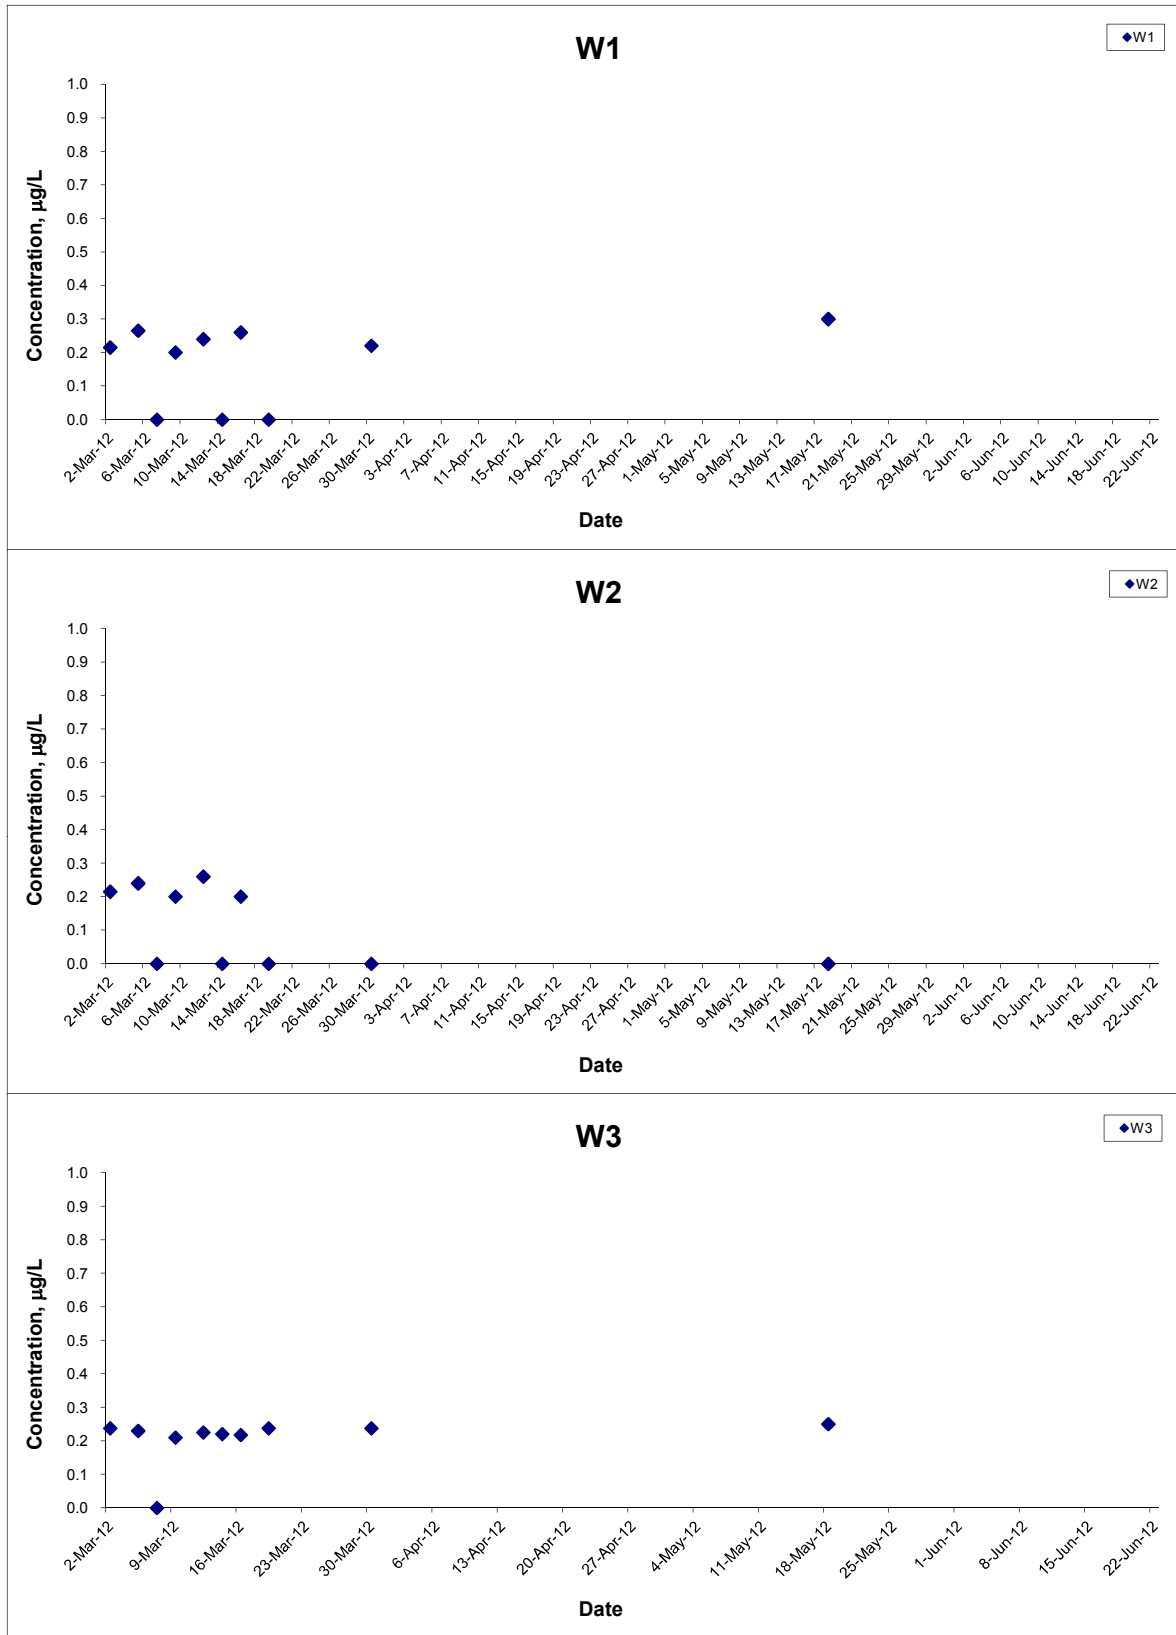 W1
W1
1.0
0.9
0.8
0.7
0.6
0.5
0.4
0.3
0.2
0.1
0.0
Concentration, µg/L
2-Mar-12
6-Mar-12
10-Mar-12
14-Mar-12
18-Mar-12
22-Mar-12
26-Mar-12
30-Mar-12
3-Apr-12
7-Apr-12
11-Apr-12
15-Apr-12
19-Apr-12
23-Apr-12
27-Apr-12
1-May-12
5-May-12
9-May-12
13-May-12
17-May-12
21-May-12
25-May-12
29-May-12
2-Jun-12
6-Jun-12
10-Jun-12
14-Jun-12
18-Jun-12
22-Jun-12
Date
W2
W2
1.0
0.9
0.8
0.7
0.6
0.5
0.4
0.3
0.2
0.1
0.0
Concentration, µg/L
2-Mar-12
6-Mar-12
10-Mar-12
14-Mar-12
18-Mar-12
22-Mar-12
26-Mar-12
30-Mar-12
3-Apr-12
7-Apr-12
11-Apr-12
15-Apr-12
19-Apr-12
23-Apr-12
27-Apr-12
1-May-12
5-May-12
9-May-12
13-May-12
17-May-12
21-May-12
25-May-12
29-May-12
2-Jun-12
6-Jun-12
10-Jun-12
14-Jun-12
18-Jun-12
22-Jun-12
Date
W3
W3
1.0
0.9
0.8
0.7
0.6
0.5
0.4
0.3
0.2
0.1
0.0
Concentration, µg/L
2-Mar-12
9-Mar-12
16-Mar-12
23-Mar-12
30-Mar-12
6-Apr-12
13-Apr-12
20-Apr-12
27-Apr-12
4-May-12
11-May-12
18-May-12
25-May-12
1-Jun-12
8-Jun-12
15-Jun-12
22-Jun-12
Date